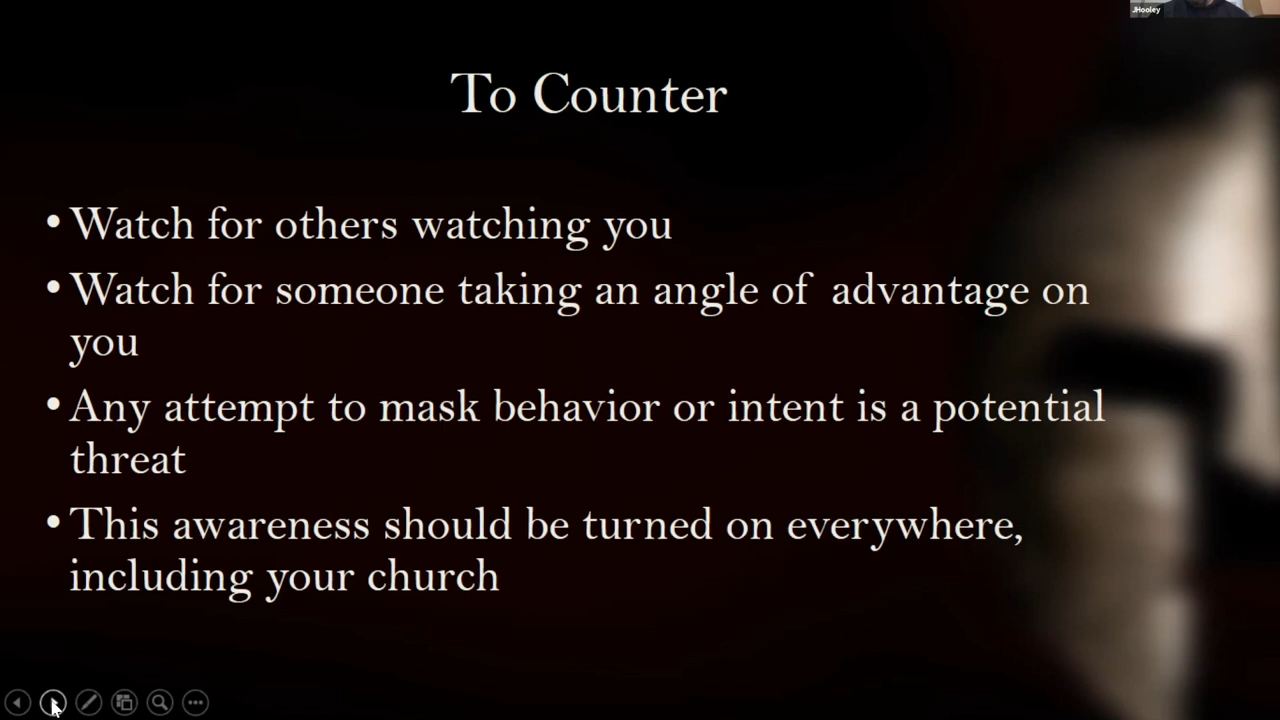 JHooley
To Counter
• Watch for others watching you
• Watch for someone taking an angle of advantage on
you
• Any attempt to mask behavior or intent is a potential
threat
• This awareness should be turned on everywhere,
including your church